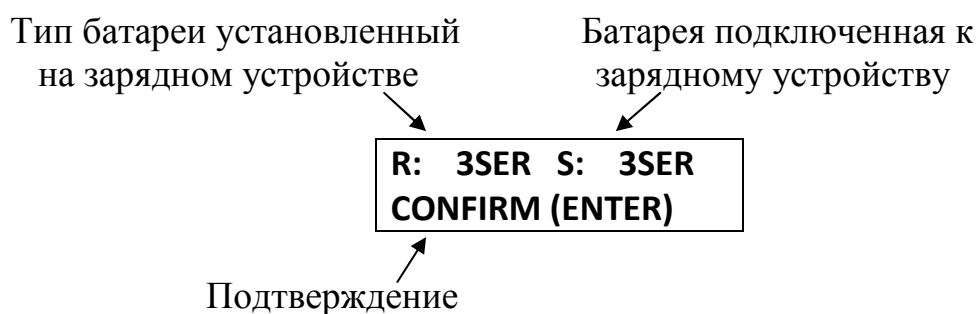 Тип батареи установленный
на зарядном устройстве
Батарея подключенная к
зарядному устройству
R: 3SER S: 3SER
CONFIRM (ENTER)
Подтверждение